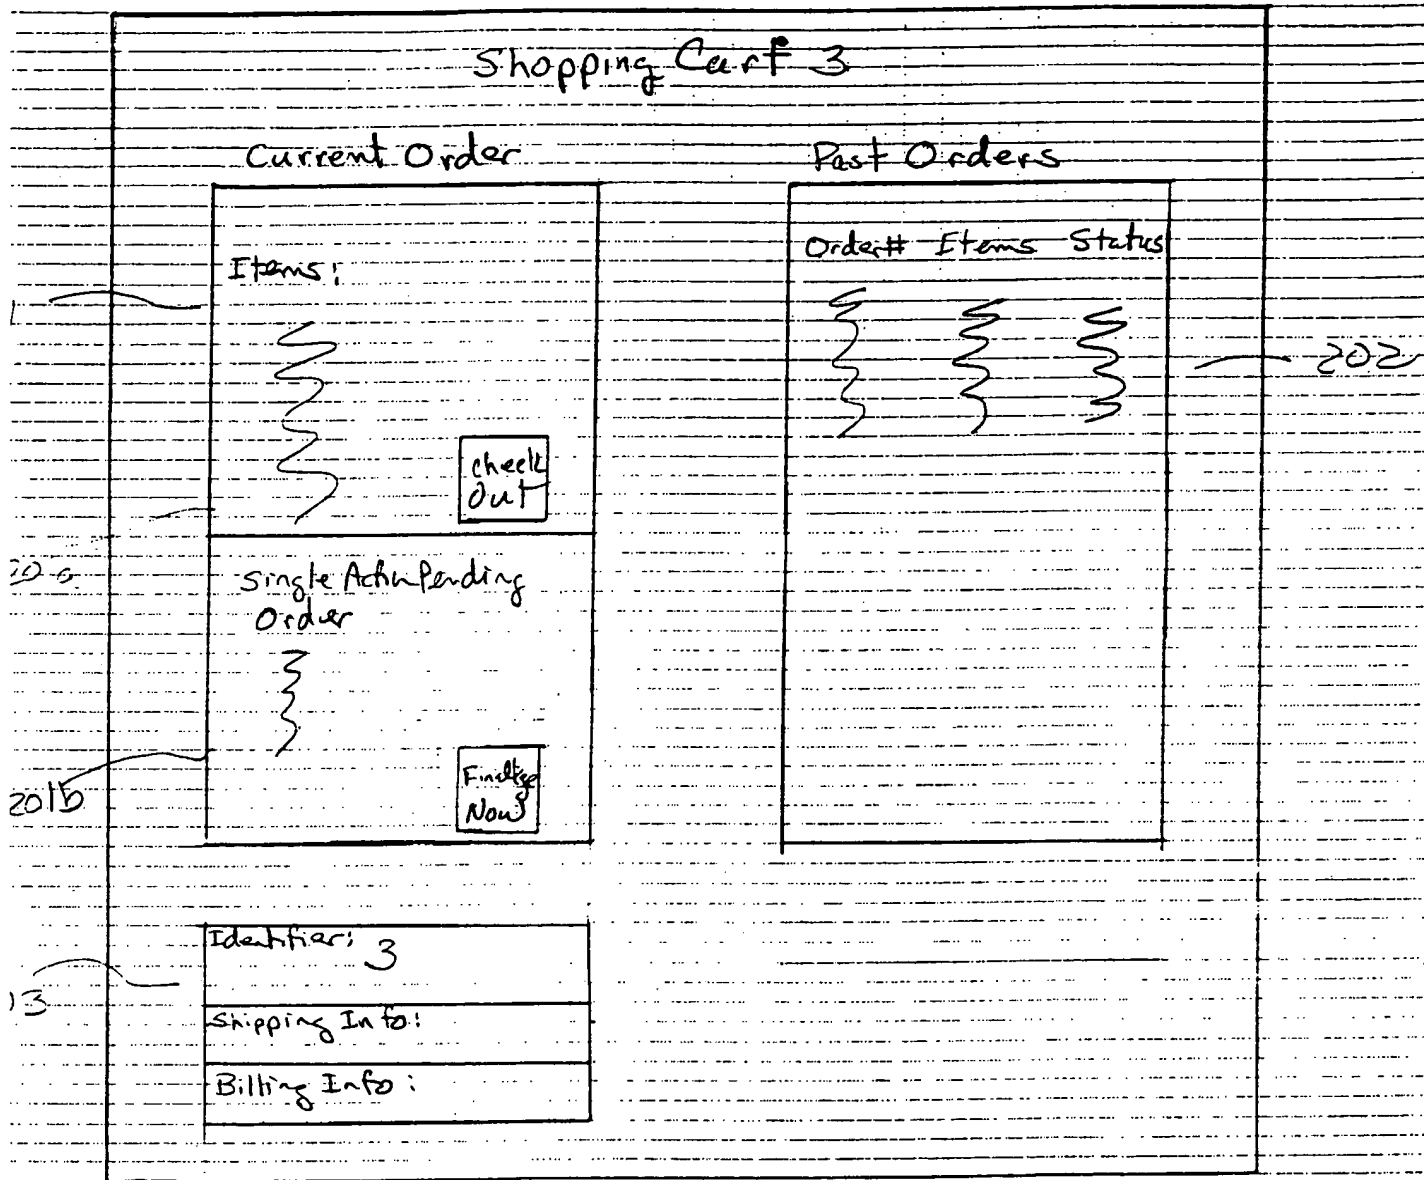 Shopping Cart 3
Current Order
Items:
Check
Out
Single Action Pending
Order
Finalize
Now
2015
Past Orders
Order# Items Status
202
Identifier: 3
Shipping Info:
Billing Info: